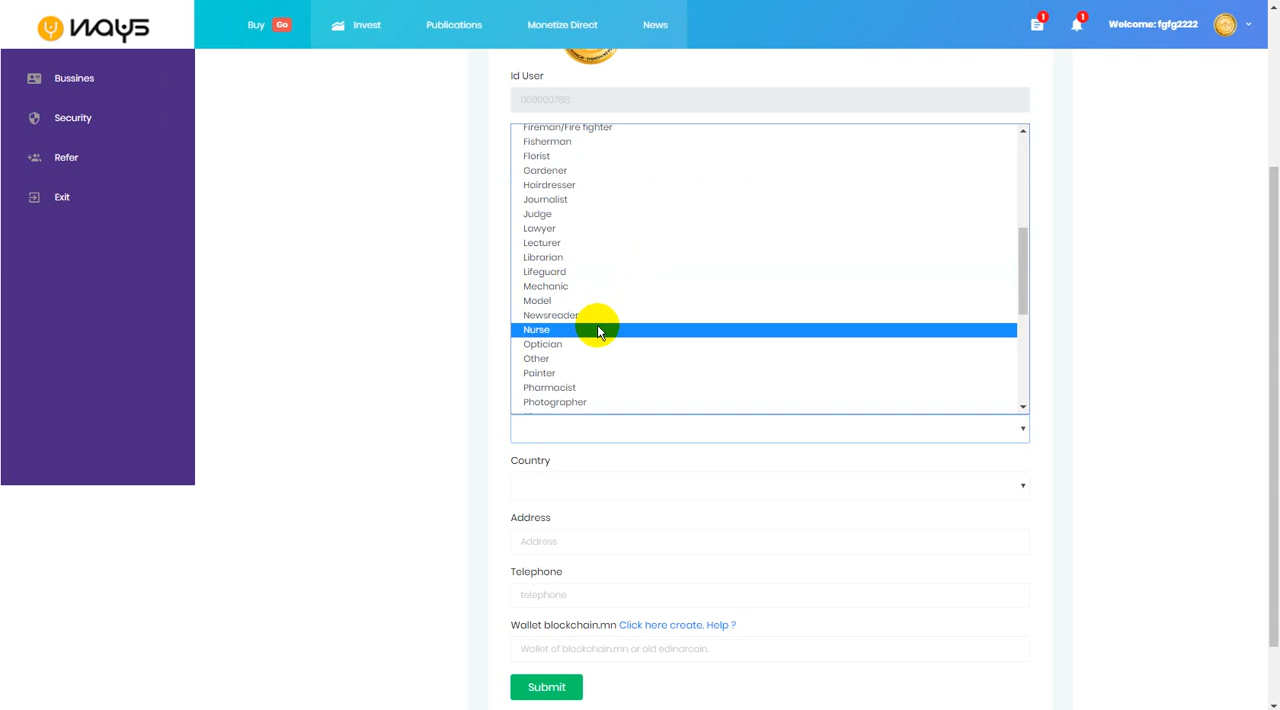 WAYS
Buy Go
Invest
Publications
Monetize Direct
News
1
1
Welcome: fgfg2222
Bussines
Security
Refer
Exit
Id User
000000788
Fireman/Fire fighter
Fisherman
Florist
Gardener
Hairdresser
Journalist
Judge
Lawyer
Lecturer
Librarian
Lifeguard
Mechanic
Model
Newsreader
Nurse
Optician
Other
Painter
Pharmacist
Photographer
Country
Address
Address
Telephone
telephone
Wallet blockchain.mn Click here create. Help ?
Wallet of blockchain.mn or old edinarcoin.
Submit